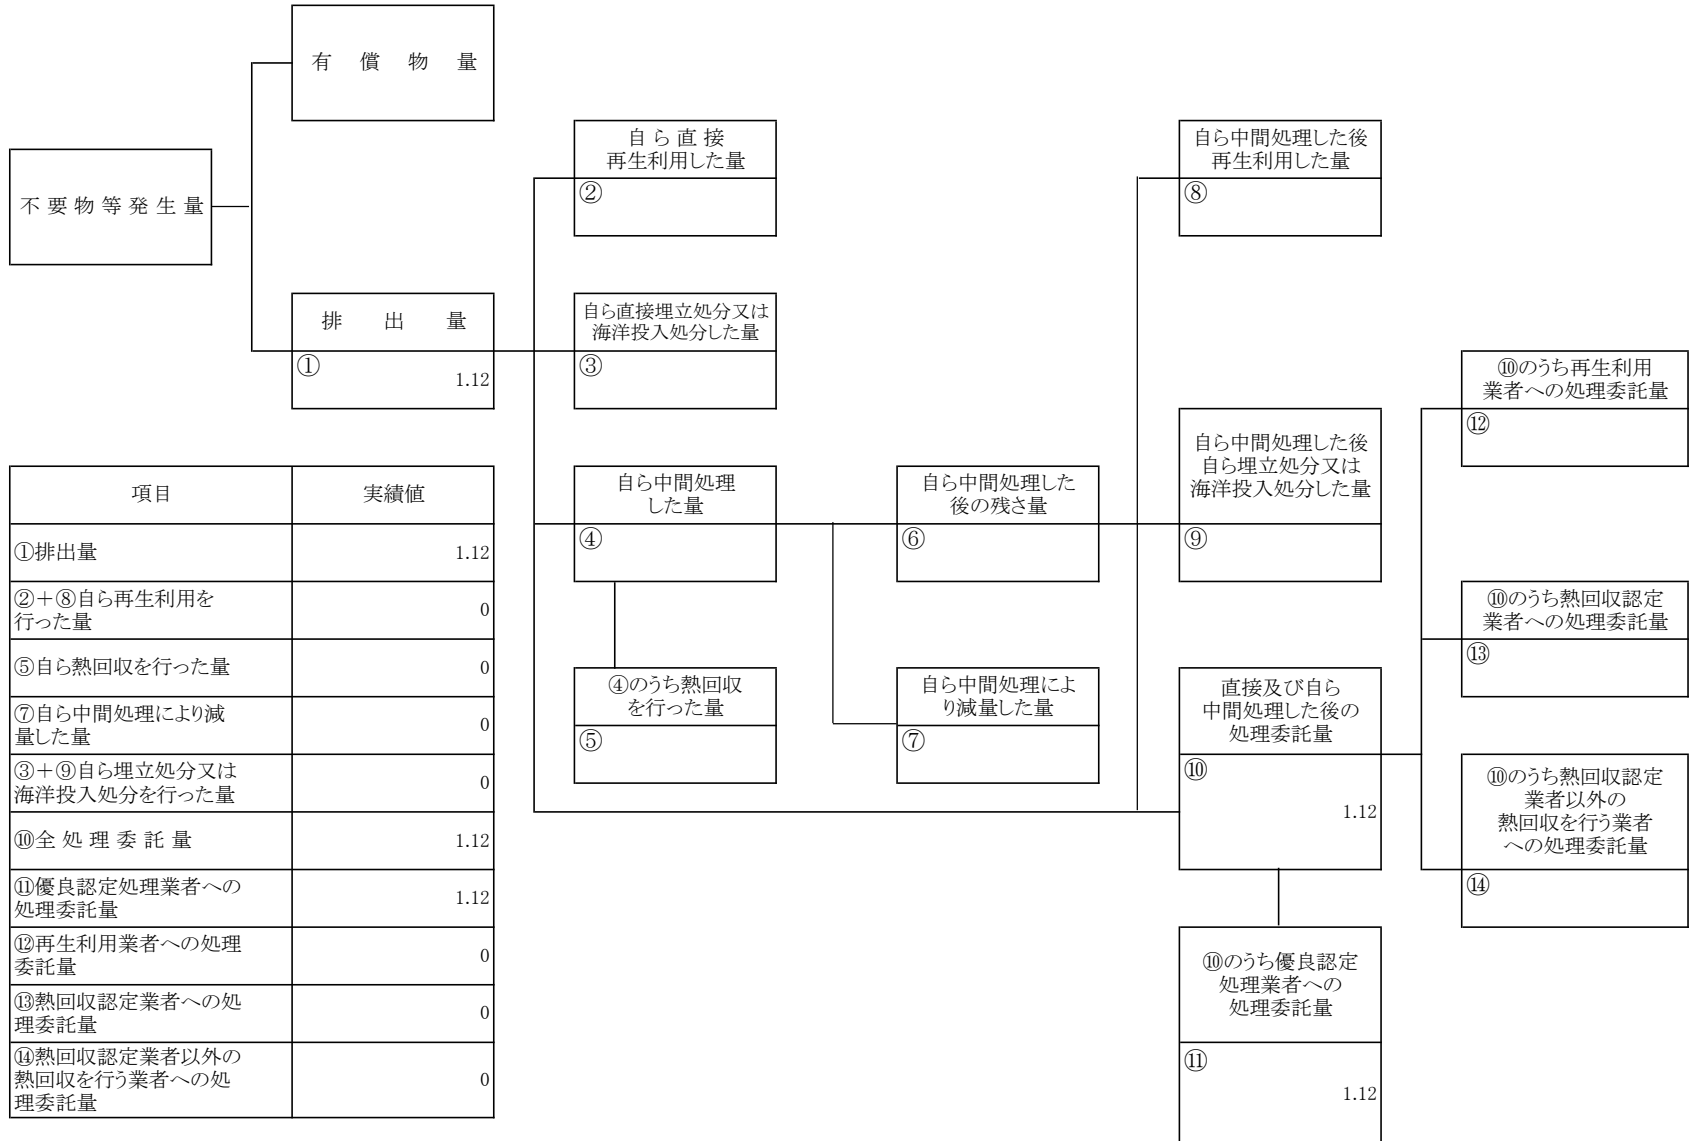 有 償 物 量
不 要 物 等 発 生 量
排 出 量
①
1.12
自 ら 直 接
再生利用した量
②
自ら直接埋立処分又は
海洋投入処分した量
③
自ら中間処理
した量
④
④のうち熱回収
を行った量
⑤
自ら中間処理した
後の残さ量
⑥
自ら中間処理によ
り減量した量
⑦
自ら中間処理した後
再生利用した量
⑧
自ら中間処理した後
自ら埋立処分又は
海洋投入処分した量
⑨
直接及び自ら
中間処理した後の
処理委託量
⑩
1.12
⑩のうち優良認定
処理業者への
処理委託量
⑪
1.12
⑩のうち再生利用
業者への処理委託量
⑫
⑩のうち熱回収認定
業者への処理委託量
⑬
⑩のうち熱回収認定
業者以外の
熱回収を行う業者
への処理委託量
⑭
項目 実績値
①排出量 1.12
②＋⑧自ら再生利用を
行った量 0
⑤自ら熱回収を行った量 0
⑦自ら中間処理により減
量した量 0
③＋⑨自ら埋立処分又は
海洋投入処分を行った量 0
⑩全 処 理 委 託 量 1.12
⑪優良認定処理業者への
処理委託量 1.12
⑫再生利用業者への処理
委託量 0
⑬熱回収認定業者への処
理委託量 0
⑭熱回収認定業者以外の
熱回収を行う業者への処
理委託量 0